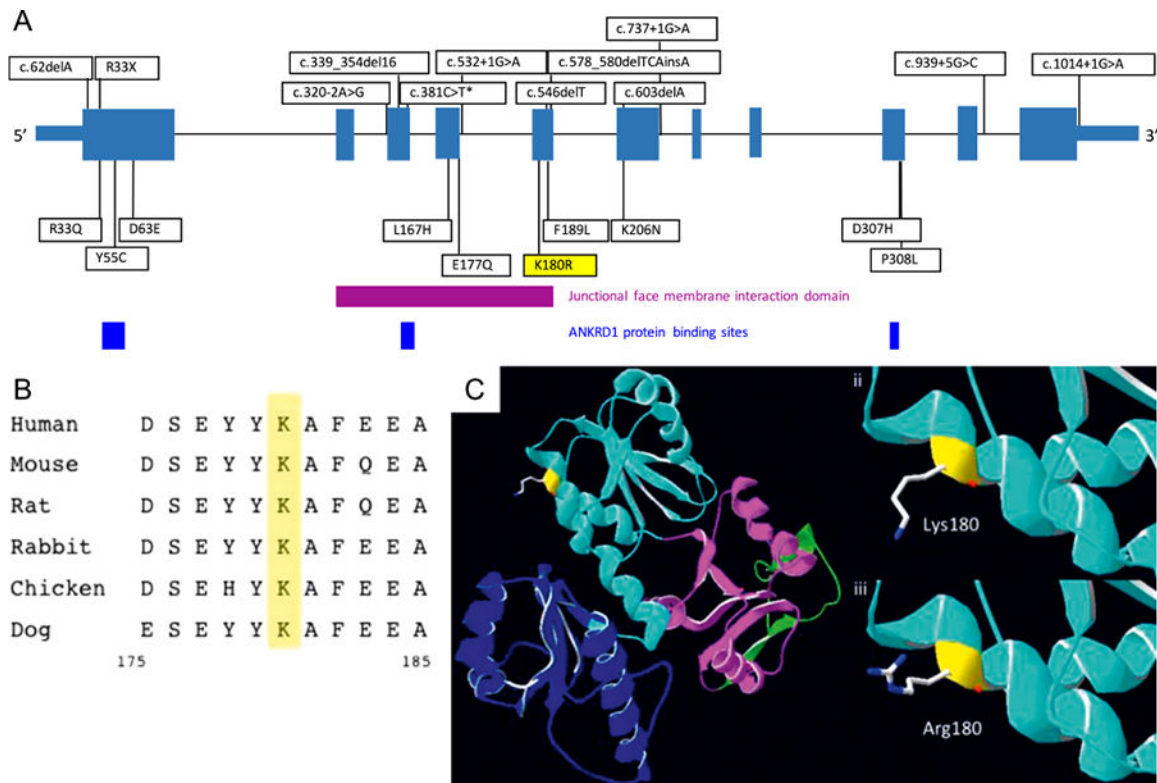 A
c.737+1G>A
c.62delA
R33X
c.339_354del16
c.532+1G>A
c.578_580delTCAinsA
c.939+5G>C
c.1014+1G>A
c.320-2A>G
c.381C>T*
c.546delT
c.603delA
5'
3'
R33Q
D63E
L167H
F189L
K206N
D307H
Y55C
E177Q
K180R
P308L
Junctional face membrane interaction domain
ANKRD1 protein binding sites
B
Human D S E Y Y K A F E E A
Mouse D S E Y Y K A F Q E A
Rat D S E Y Y K A F Q E A
Rabbit D S E Y Y K A F E E A
Chicken D S E H Y K A F E E A
Dog E S E Y Y K A F E E A
175 185
C
ii
Lys180
iii
Arg180